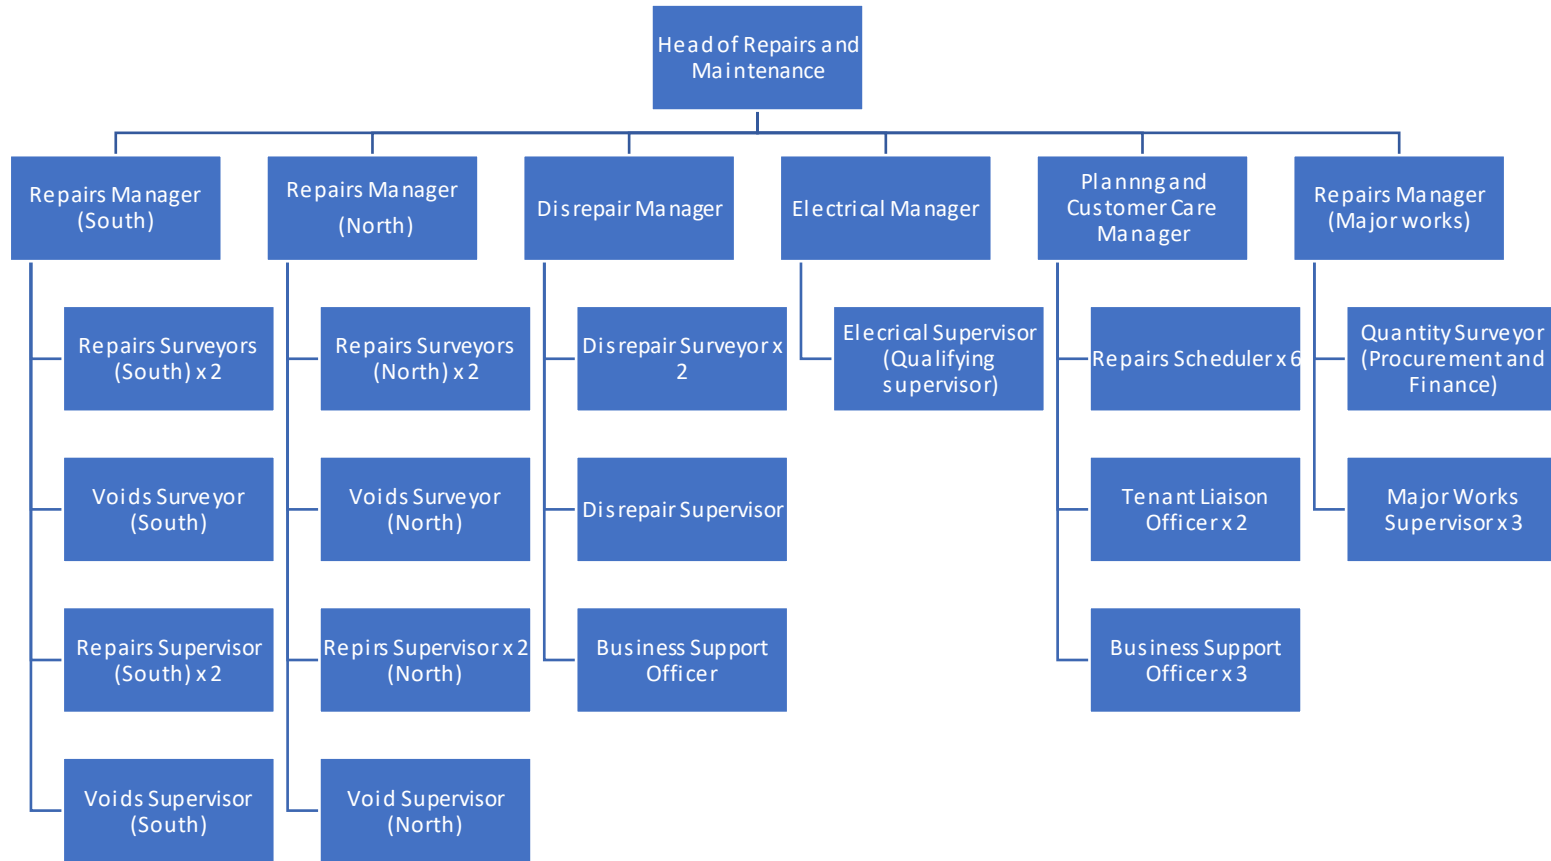 Head of Repairs and
Maintenance
Repairs Manager
(South)
Repairs Manager
(North)
Disrepair Manager
Electrical Manager
Plannng and
Customer Care
Manager
Repairs Manager
(Major works)
Repairs Surveyors
(South) x 2
Repairs Surveyors
(North) x 2
Disrepair Surveyor x
2
Elecrical Supervisor
(Qualifying
supervisor)
Repairs Scheduler x 6
Quantity Surveyor
(Procurement and
Finance)
Voids Surveyor
(South)
Voids Surveyor
(North)
Disrepair Supervisor
Tenant Liaison
Officer x 2
Major Works
Supervisor x 3
Repairs Supervisor
(South) x 2
Repirs Supervisor x 2
(North)
Business Support
Officer
Business Support
Officer x 3
Voids Supervisor
(South)
Void Supervisor
(North)